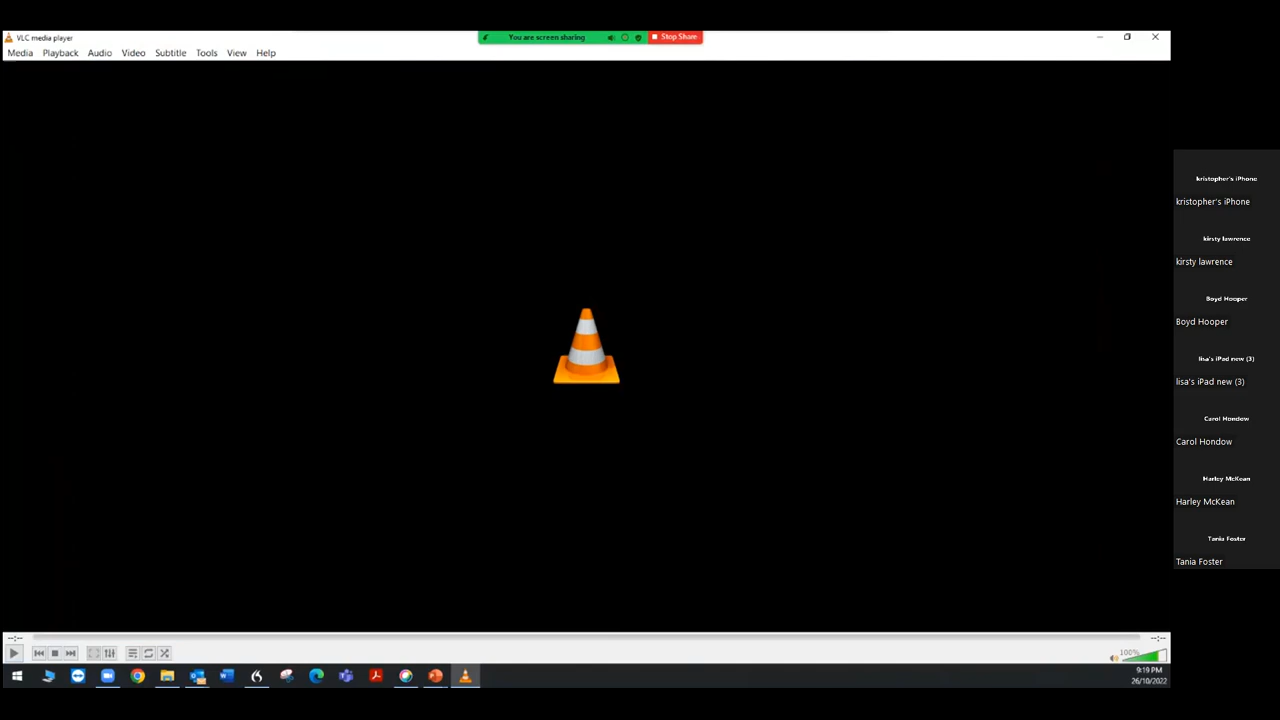 VLC media player
You are screen sharing
Stop Share
Media Playback Audio Video Subtitle Tools View Help
kristopher's iPhone
kristopher's iPhone
kirsty lawrence
kirsty lawrence
Boyd Hooper
Boyd Hooper
lisa's iPad new (3)
lisa's iPad new (3)
Carol Hondow
Carol Hondow
Harley McKean
Harley McKean
Tania Foster
Tania Foster
--:-- --:--
100%
9:19 PM
26/10/2022